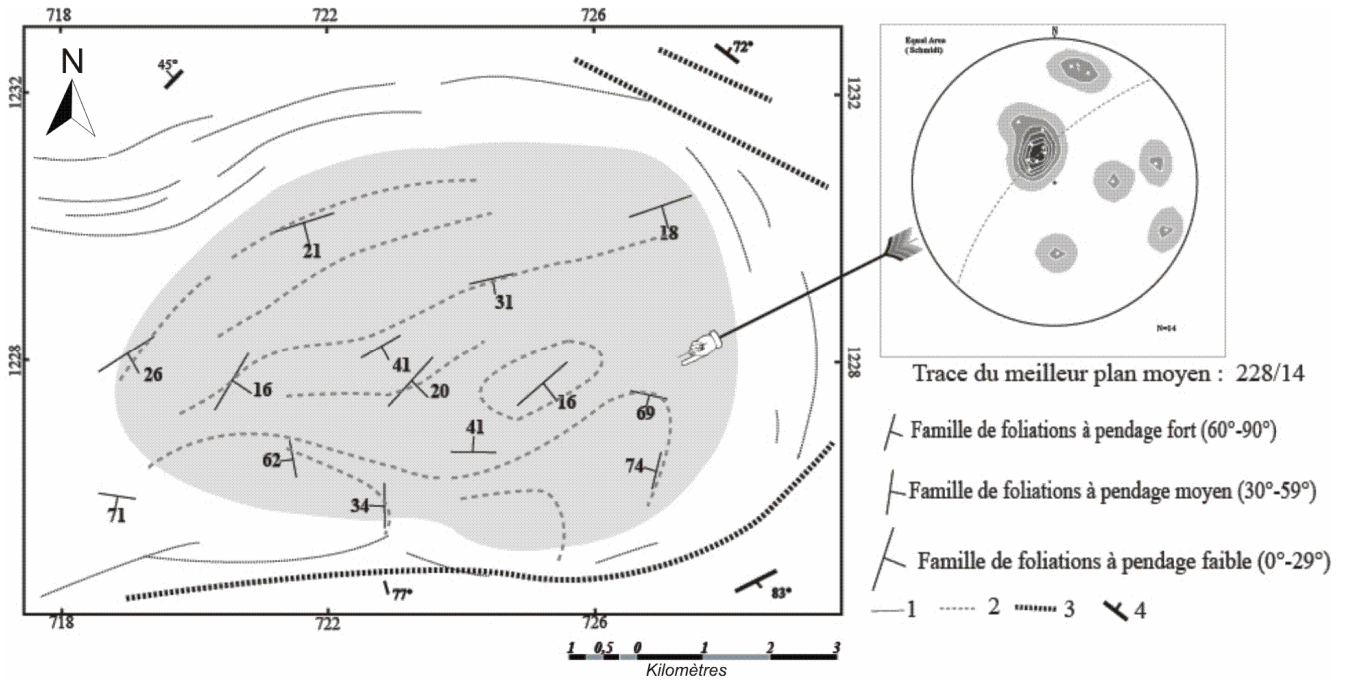 718
722
726
N
45°
72°
1232
1232
21
18
31
26
16
41
20
16
69
41
62
74
34
71
77°
83°
1228
1228
718
722
726
1 0,5 0 1 2 3
Kilomètres
Equal Area
(Schmidt)
N
N=14
Trace du meilleur plan moyen : 228/14
Famille de foliations à pendage fort (60°-90°)
Famille de foliations à pendage moyen (30°-59°)
Famille de foliations à pendage faible (0°-29°)
1 2 3 4